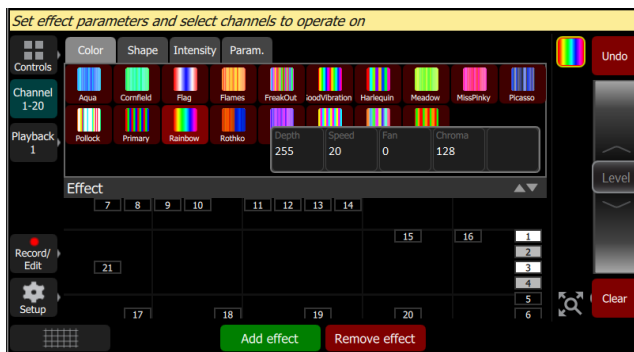 Set effect parameters and select channels to operate on
Controls
Color Shape Intensity Param.
Undo
Aqua Cornfield Flag Flames FreakOut GoodVibration Harlequin Meadow MissPinky Picasso
Channel
1-20
Pollock Primary Rainbow Rothko
Playback
1
Depth Speed Fan Chroma
255 20 0 128
Effect
Level
7 8 9 10 11 12 13 14
15 16 1
2
Record/
Edit
21 3
4
Setup
5
Clear
17 18 19 20 6
Add effect Remove effect